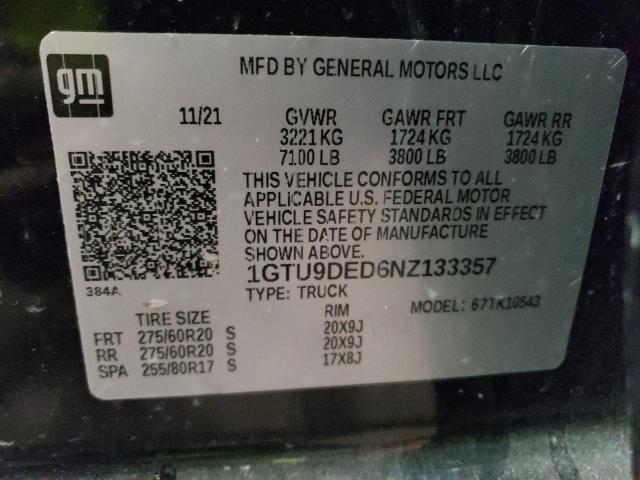 gm
MFD BY GENERAL MOTORS LLC
11/21 GVWR GAWR FRT GAWR RR
3221 KG 1724 KG 1724 KG
7100 LB 3800 LB 3800 LB
THIS VEHICLE CONFORMS TO ALL
APPLICABLE U.S. FEDERAL MOTOR
VEHICLE SAFETY STANDARDS IN EFFECT
ON THE DATE OF MANUFACTURE
SHOWN ABOVE.
1GTU9DED6NZ133357
384A
TYPE: TRUCK
MODEL: 67TK10543
TIRE SIZE RIM
FRT 275/60R20 S 20X9J
RR 275/60R20 S 20X9J
SPA 255/80R17 S 17X8J